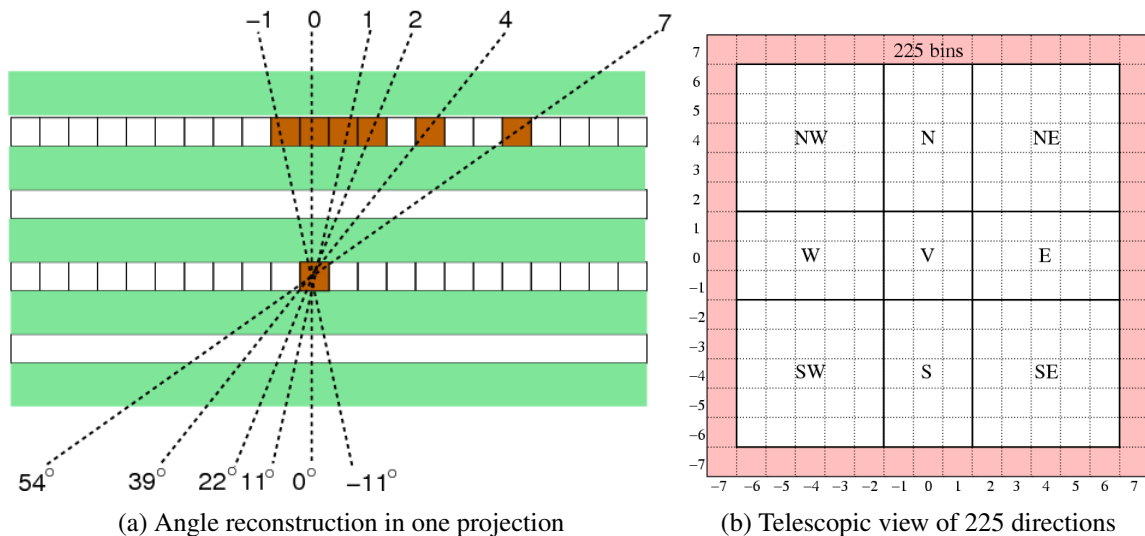 −1 0 1 2 4 7
54° 39° 22° 11° 0° −11°
(a) Angle reconstruction in one projection
7 225 bins
6
5
4 NW N NE
3
2
1
0 W V E
−1
−2
−3
−4 SW S SE
−5
−6
−7
−7 −6 −5 −4 −3 −2 −1 0 1 2 3 4 5 6 7
(b) Telescopic view of 225 directions